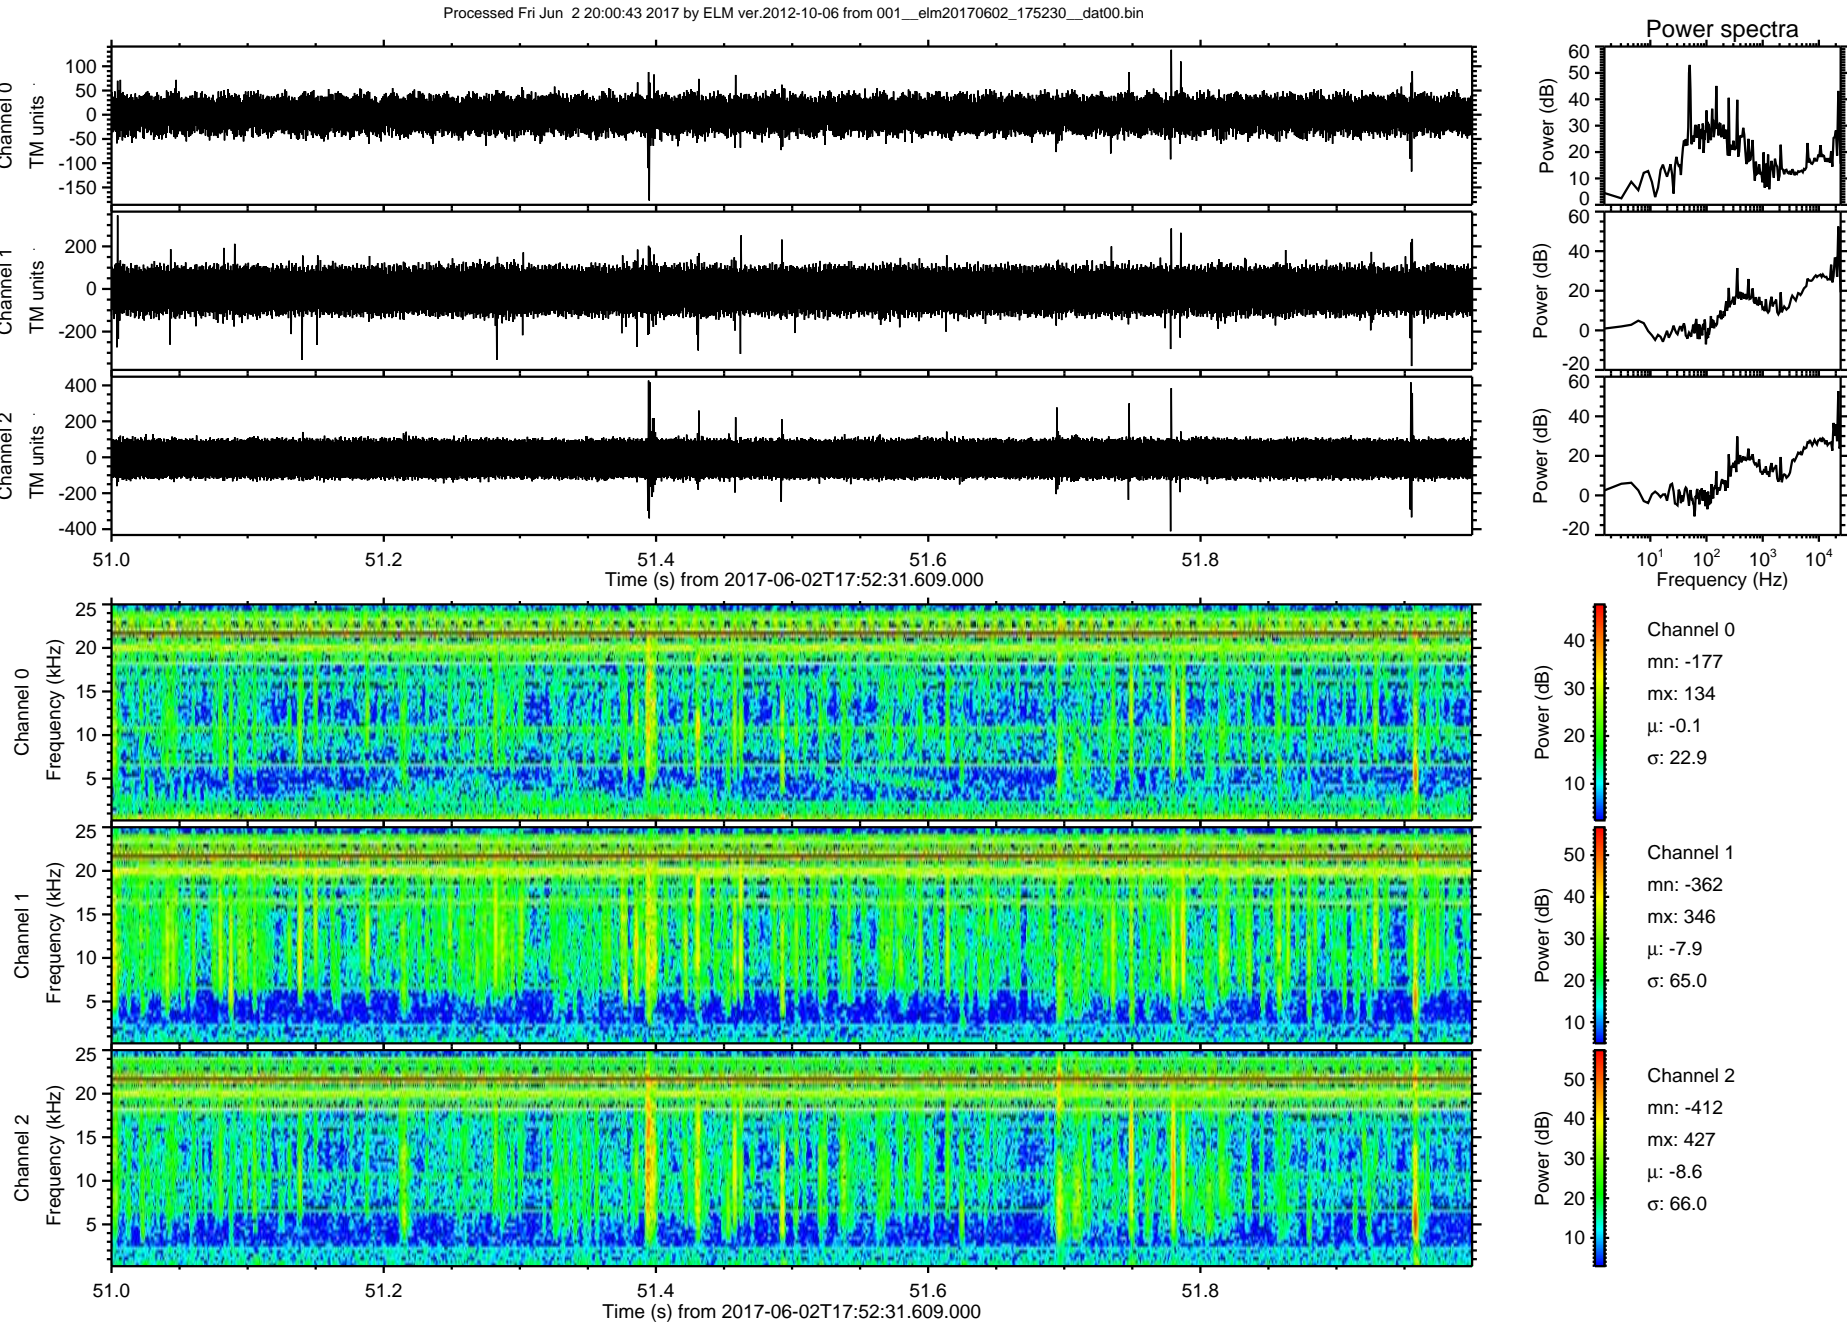 Processed Fri Jun  2 20:00:43 2017 by ELM ver.2012-10-06 from 001__elm20170602_175230__dat00.bin
Power spectra
Channel 0
TM units
100
50
0
-50
-100
-150
Power (dB)
60
50
40
30
20
10
0
Channel 1
TM units
200
0
-200
Power (dB)
60
40
20
0
-20
Channel 2
TM units
400
200
0
-200
-400
Power (dB)
60
40
20
0
-20
51.0 51.2 51.4 51.6 51.8
Time (s) from 2017-06-02T17:52:31.609.000
10^1 10^2 10^3 10^4
Frequency (Hz)
Channel 0
Frequency (kHz)
25
20
15
10
5
Power (dB)
40
30
20
10
Channel 0
mn: -177
mx: 134
μ: -0.1
σ: 22.9
Channel 1
Frequency (kHz)
25
20
15
10
5
Power (dB)
50
40
30
20
10
Channel 1
mn: -362
mx: 346
μ: -7.9
σ: 65.0
Channel 2
Frequency (kHz)
25
20
15
10
5
Power (dB)
50
40
30
20
10
Channel 2
mn: -412
mx: 427
μ: -8.6
σ: 66.0
51.0 51.2 51.4 51.6 51.8
Time (s) from 2017-06-02T17:52:31.609.000